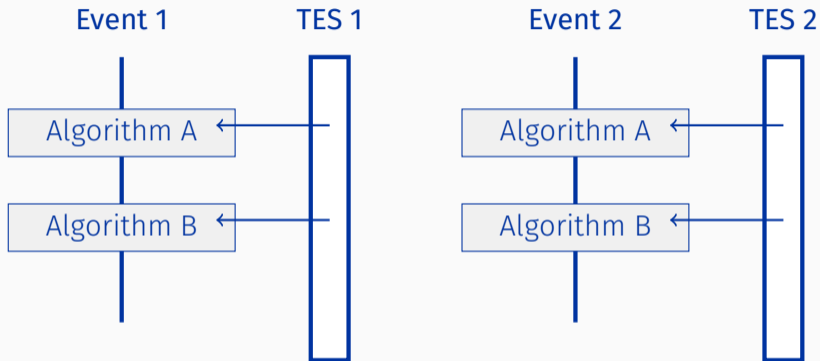 Event 1
TES 1
Event 2
TES 2
Algorithm A
Algorithm A
Algorithm B
Algorithm B